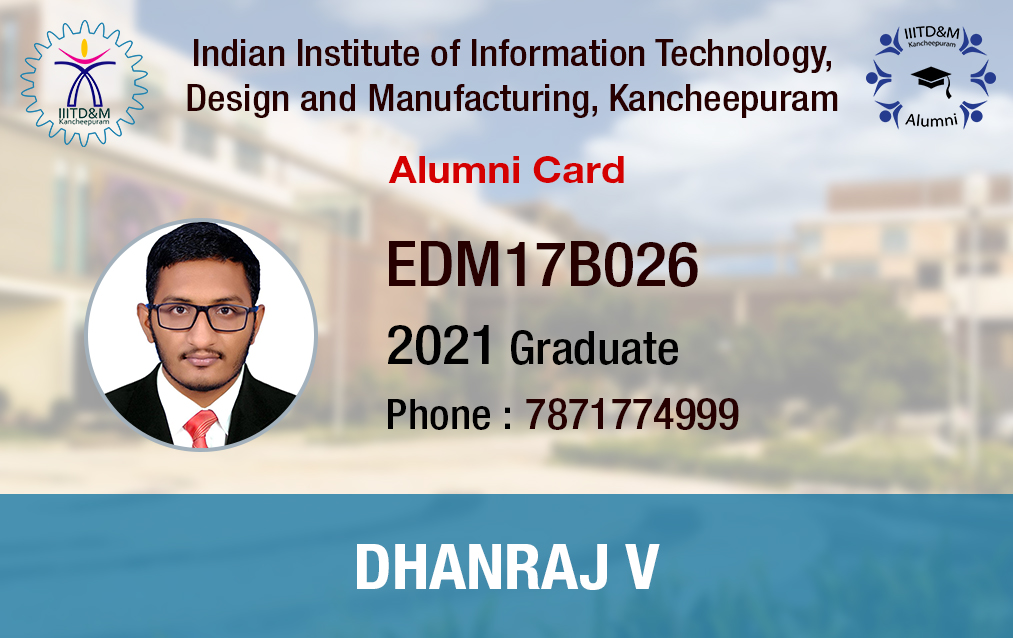 Indian Institute of Information Technology,
Design and Manufacturing, Kancheepuram
IIITD&M
Kancheepuram
IIITD&M
Kancheepuram
Alumni
Alumni Card
EDM17B026
2021 Graduate
Phone : 7871774999
DHANRAJ V